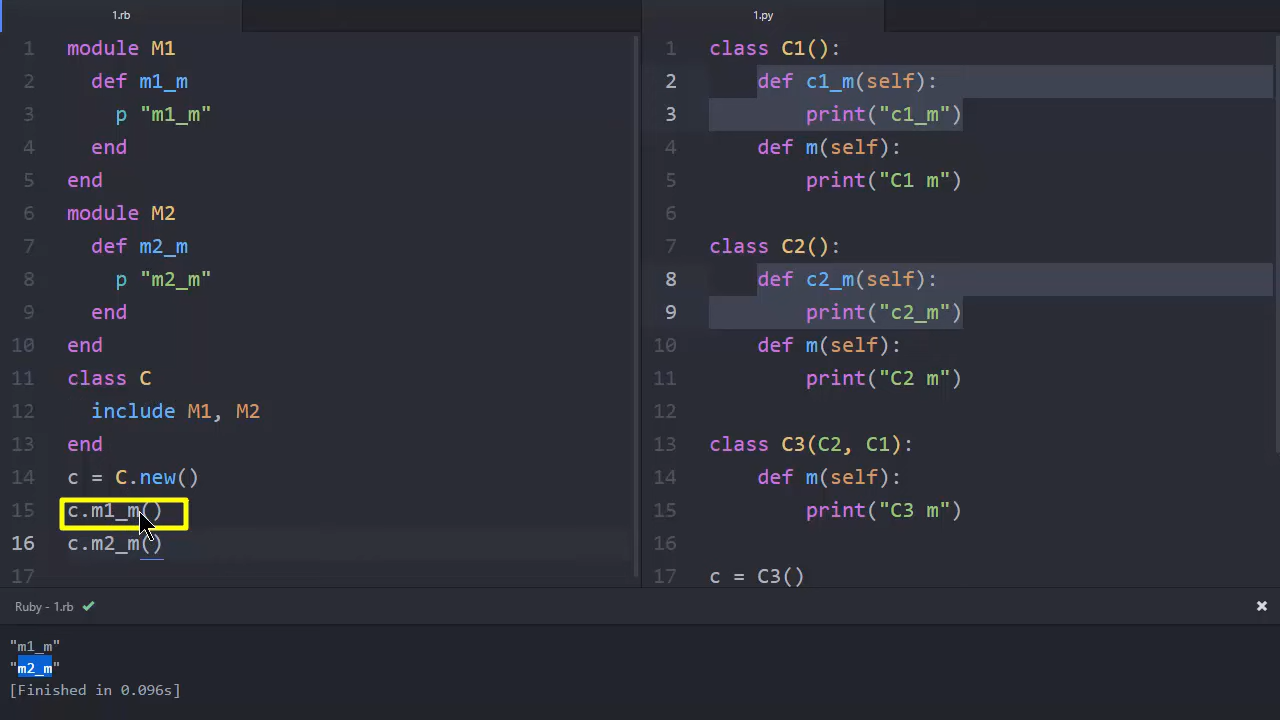 1.rb
1 module M1
2   def m1_m
3     p "m1_m"
4   end
5 end
6 module M2
7   def m2_m
8     p "m2_m"
9   end
10 end
11 class C
12   include M1, M2
13 end
14 c = C.new()
15 c.m1_m()
16 c.m2_m()
17
1.py
1 class C1():
2     def c1_m(self):
3         print("c1_m")
4     def m(self):
5         print("C1 m")
6
7 class C2():
8     def c2_m(self):
9         print("c2_m")
10     def m(self):
11         print("C2 m")
12
13 class C3(C2, C1):
14     def m(self):
15         print("C3 m")
16
17 c = C3()
Ruby - 1.rb
"m1_m"
"m2_m"
[Finished in 0.096s]